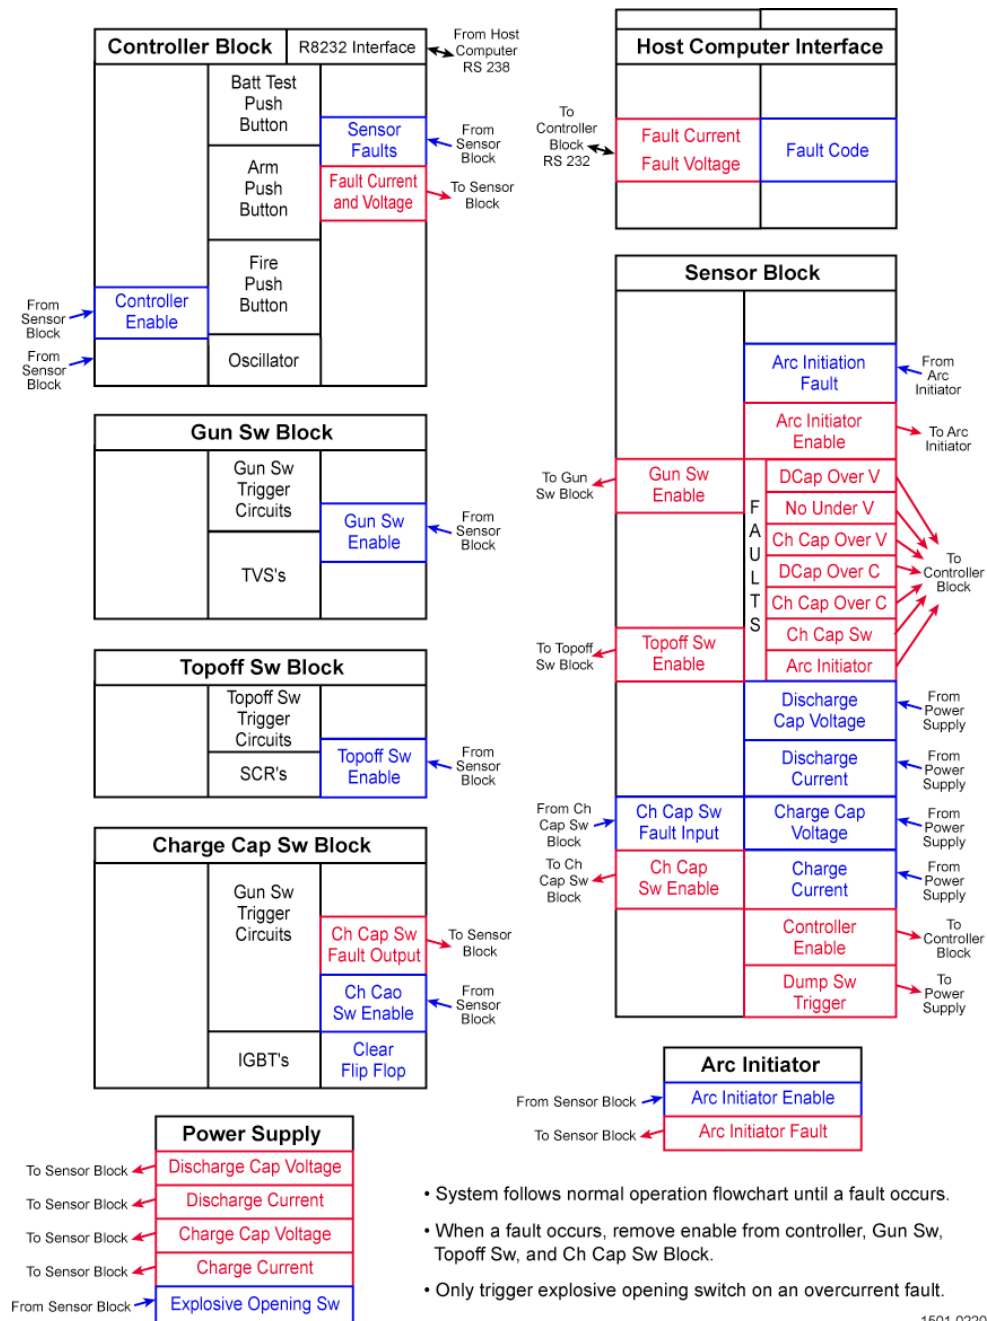 Controller Block
R8232 Interface
From Host
Computer
RS 238
Batt Test
Push
Button
Sensor
Faults
From
Sensor
Block
Arm
Push
Button
Fault Current
and Voltage
To Sensor
Block
Fire
Push
Button
From
Sensor
Block
Controller
Enable
From
Sensor
Block
Oscillator
Host Computer Interface
To
Controller
Block
RS 232
Fault Current
Fault Voltage
Fault Code
Gun Sw Block
Gun Sw
Trigger
Circuits
Gun Sw
Enable
From
Sensor
Block
TVS's
Topoff Sw Block
Topoff Sw
Trigger
Circuits
SCR's
Topoff Sw
Enable
From
Sensor
Block
Charge Cap Sw Block
Gun Sw
Trigger
Circuits
Ch Cap Sw
Fault Output
To Sensor
Block
Ch Cao
Sw Enable
From
Sensor
Block
IGBT's
Clear
Flip Flop
Sensor Block
Arc Initiation
Fault
From
Arc
Initiator
Arc Initiator
Enable
To Arc
Initiator
To Gun
Sw Block
Gun Sw
Enable
FAULTS
DCap Over V
No Under V
Ch Cap Over V
DCap Over C
Ch Cap Over C
Ch Cap Sw
Arc Initiator
To
Controller
Block
To Topoff
Sw Block
Topoff Sw
Enable
Discharge
Cap Voltage
From
Power
Supply
Discharge
Current
From
Power
Supply
From Ch
Cap Sw
Block
Ch Cap Sw
Fault Input
Charge Cap
Voltage
From
Power
Supply
To Ch
Cap Sw
Block
Ch Cap
Sw Enable
Charge
Current
From
Power
Supply
Controller
Enable
To
Controller
Block
Dump Sw
Trigger
To
Power
Supply
Arc Initiator
From Sensor Block
Arc Initiator Enable
To Sensor Block
Arc Initiator Fault
Power Supply
To Sensor Block
Discharge Cap Voltage
To Sensor Block
Discharge Current
To Sensor Block
Charge Cap Voltage
To Sensor Block
Charge Current
From Sensor Block
Explosive Opening Sw
• System follows normal operation flowchart until a fault occurs.
• When a fault occurs, remove enable from controller, Gun Sw,
Topoff Sw, and Ch Cap Sw Block.
• Only trigger explosive opening switch on an overcurrent fault.
1501-0220